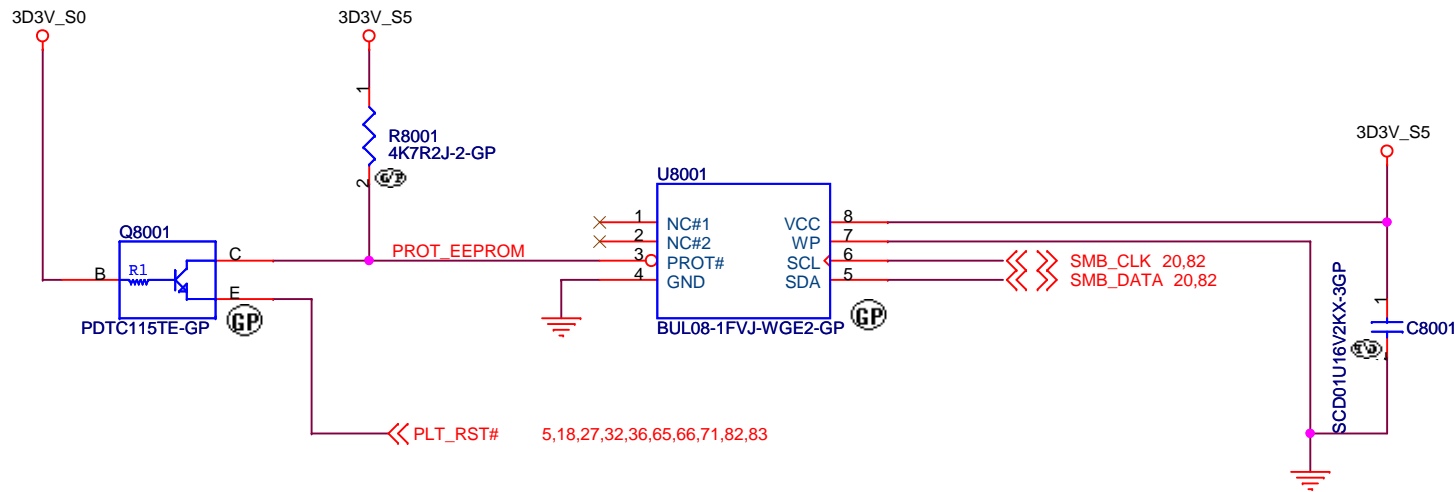 3D3V_S0
3D3V_S5
1
R8001
4K7R2J-2-GP
2
G/P
3D3V_S5
U8001
1 NC#1 VCC 8
2 NC#2 WP 7
PROT_EEPROM 3 PROT# SCL 6 SMB_CLK 20,82
4 GND SDA 5 SMB_DATA 20,82
BUL08-1FVJ-WGE2-GP
GP
Q8001
B R1 C
E
PDTC115TE-GP
GP
1
C8001
SCD01U16V2KX-3GP
PLT_RST# 5,18,27,32,36,65,66,71,82,83